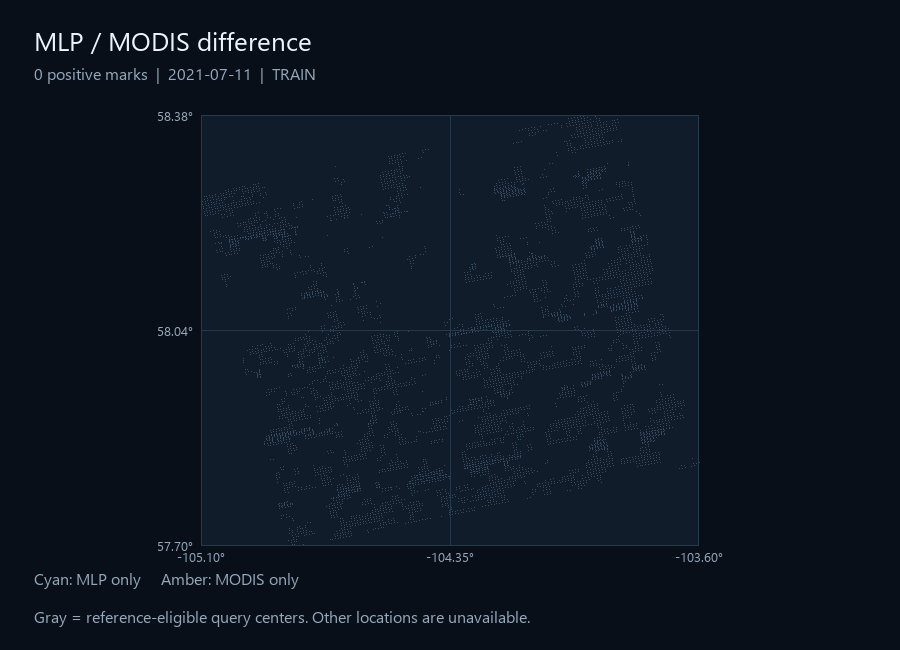 MLP / MODIS difference
0 positive marks | 2021-07-11 | TRAIN
58.38°
58.04°
57.70°
-105.10°
-104.35°
-103.60°
Cyan: MLP only
Amber: MODIS only
Gray = reference-eligible query centers. Other locations are unavailable.